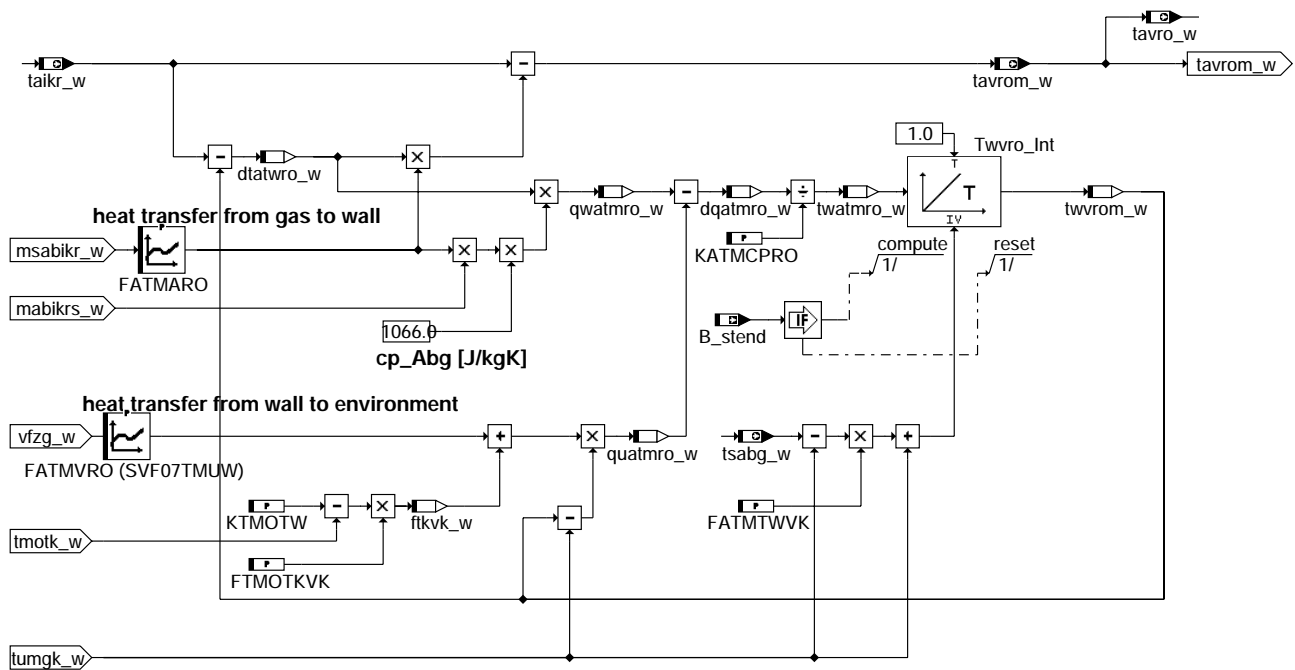 tavro_w
taikr_w
tavrom_w
tavrom_w
1.0
Twvro_Int
T
T
IV
dtatwro_w
qwatmro_w
dqatmro_w
twatmro_w
twvrom_w
heat transfer from gas to wall
msabikr_w
P
FATMARO
P
KATMCPRO
compute
1/
reset
1/
mabikrs_w
1066.0
cp_Abg [J/kgK]
IF
B_stend
heat transfer from wall to environment
vfzg_w
P
FATMVRO (SVF07TMUW)
quatmro_w
tsabg_w
P
KTMOTW
ftkvk_w
P
FATMTWVK
tmotk_w
P
FTMOTKVK
tumgk_w